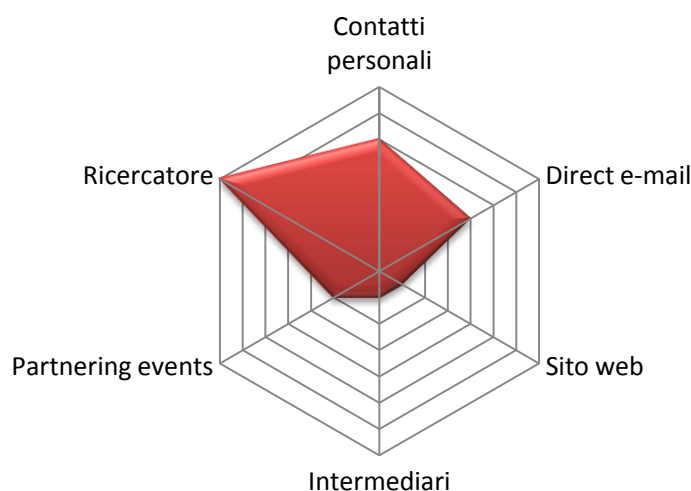 Contatti
personali
Ricercatore
Direct e-mail
Partnering events
Sito web
Intermediari